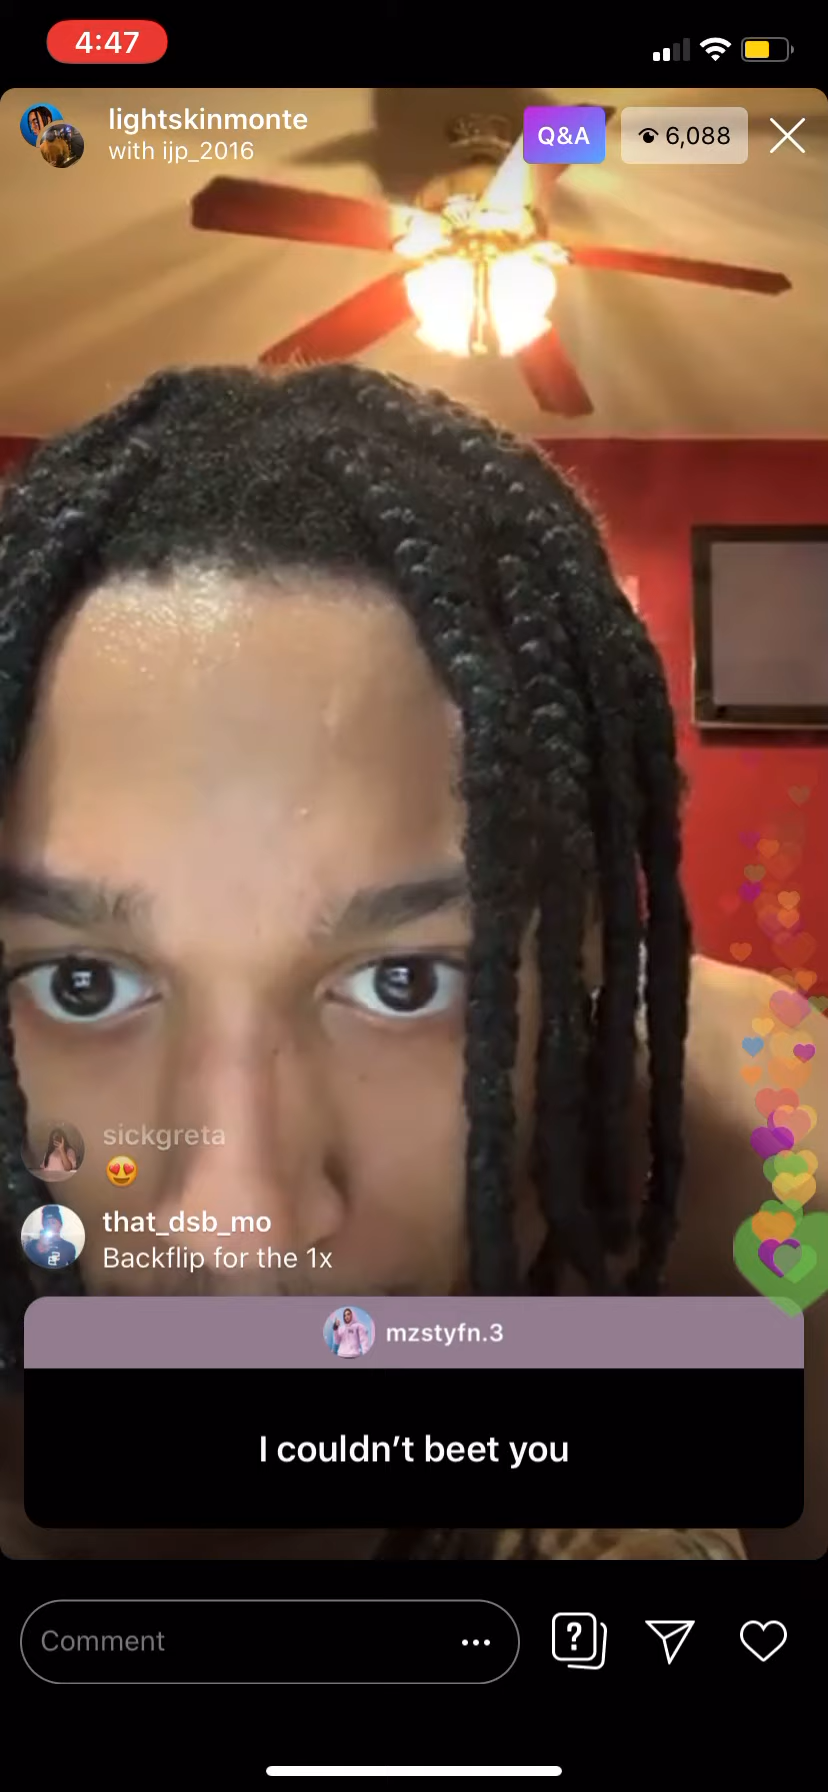 4:47
lightskinmonte
with ijp_2016
Q&A
6,088
sickgreta
😍
that_dsb_mo
Backflip for the 1x
mzstyfn.3
I couldn’t beet you
Comment